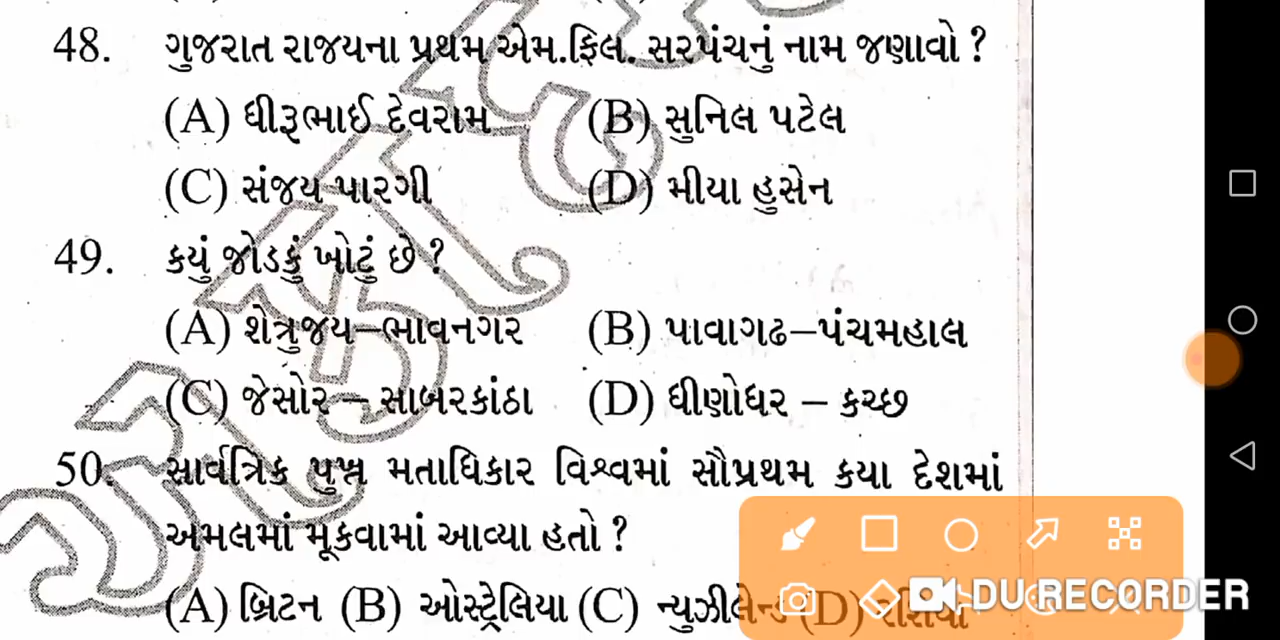 48. ગુજરાત રાજયના પ્રથમ એમ.ફિલ. સરપંચનું નામ જણાવો ?
(A) ધીરૂભાઈ દેવરામ (B) સુનિલ પટેલ
(C) સંજય પારગી (D) મીયા હુસેન
49. કયું જોડકું ખોટું છે ?
(A) શેત્રુજય–ભાવનગર (B) પાવાગઢ–પંચમહાલ
(C) જેસોર – સાબરકાંઠા (D) ધીણોધર – કચ્છ
50. સાર્વત્રિક પુખ્ત મતાધિકાર વિશ્વમાં સૌપ્રથમ કયા દેશમાં
અમલમાં મૂકવામાં આવ્યા હતો ?
(A) બ્રિટન (B) ઓસ્ટ્રેલિયા (C) ન્યુઝીલેન્ડ (D) રશિયા
DU RECORDER